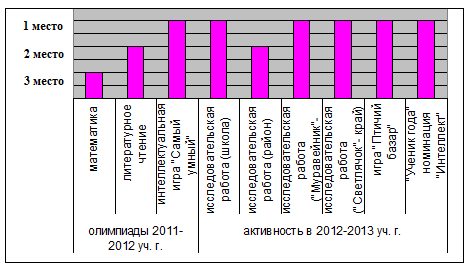 1 место
2 место
3 место
математика
литературное
чтение
интеллектуальная
игра "Самый
умный"
исследовательская
работа (школа)
исследовательская
работа (район)
исследовательская
работа
("Муравейник"-
исследовательская
работа
("Светлячок"- край)
игра "Птичий
базар"
"Ученик года"
номинация
"Интеллект"
олимпиады 2011-
2012 уч. г.
активность в 2012-2013 уч. г.